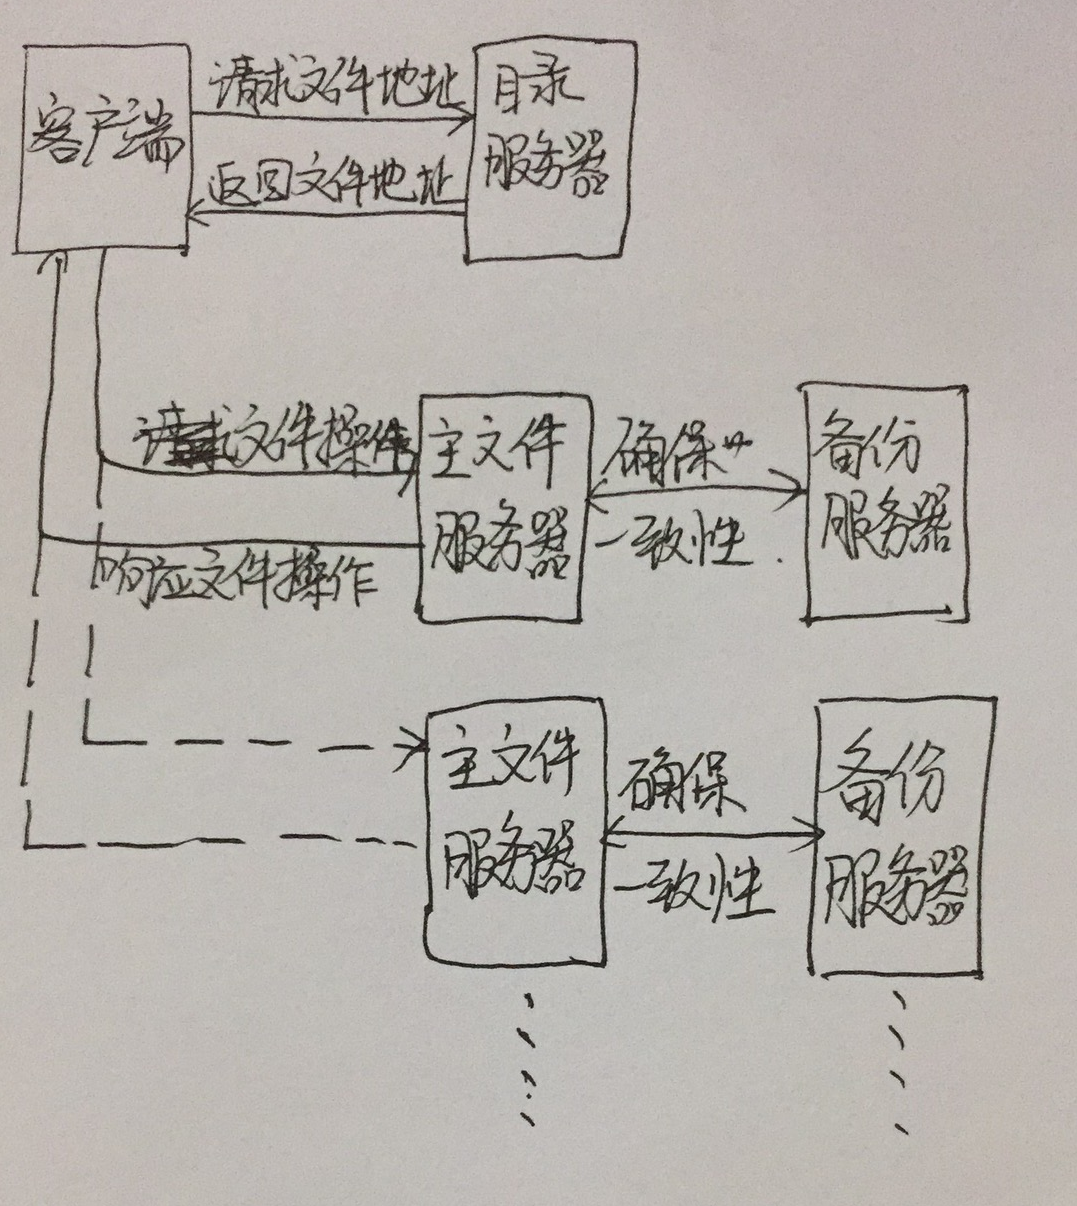 请求文件地址
目录
服务器
客户端
返回文件地址
请求文件操作
主文件
服务器
确保
一致性
备份
服务器
响应文件操作
主文件
服务器
确保
一致性
备份
服务器